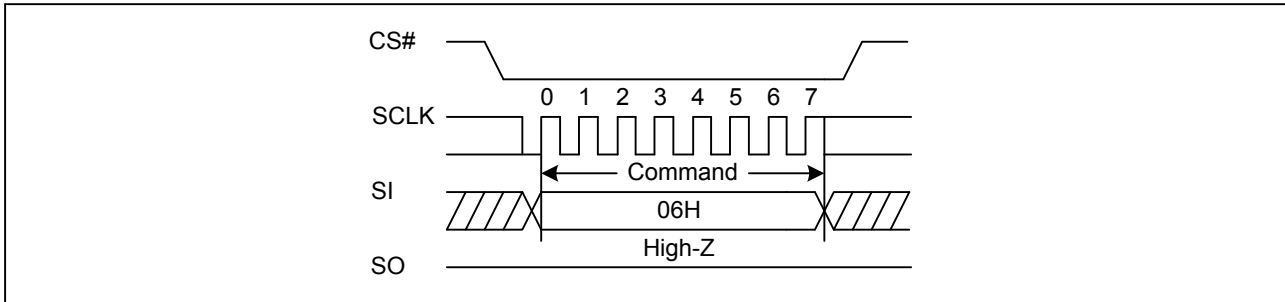 CS#
0 1 2 3 4 5 6 7
SCLK
Command
SI
06H
High-Z
SO